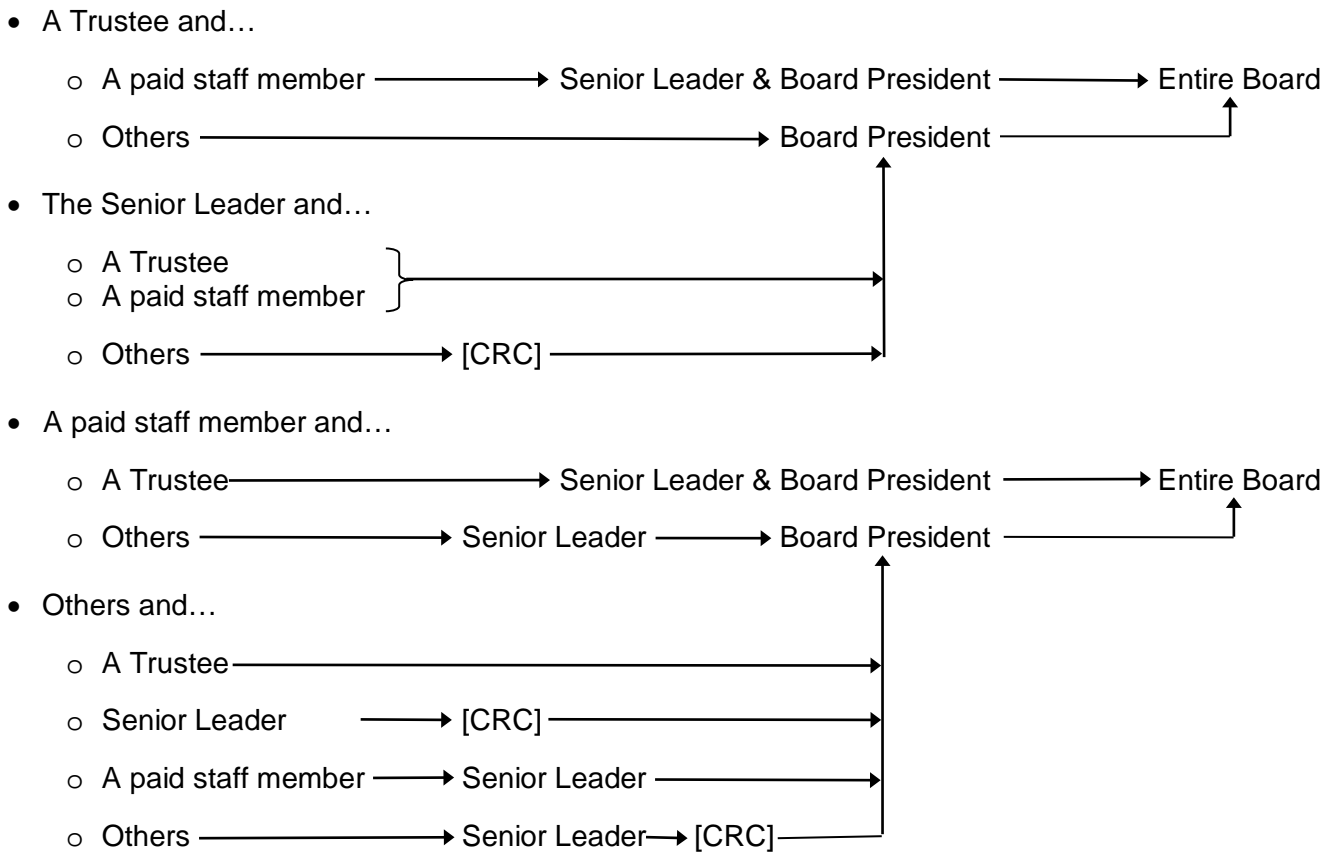 • A Trustee and…
o A paid staff member Senior Leader & Board President Entire Board
o Others Board President
• The Senior Leader and…
o A Trustee
o A paid staff member
o Others [CRC]
• A paid staff member and…
o A Trustee Senior Leader & Board President Entire Board
o Others Senior Leader Board President
• Others and…
o A Trustee
o Senior Leader [CRC]
o A paid staff member Senior Leader
o Others Senior Leader [CRC]